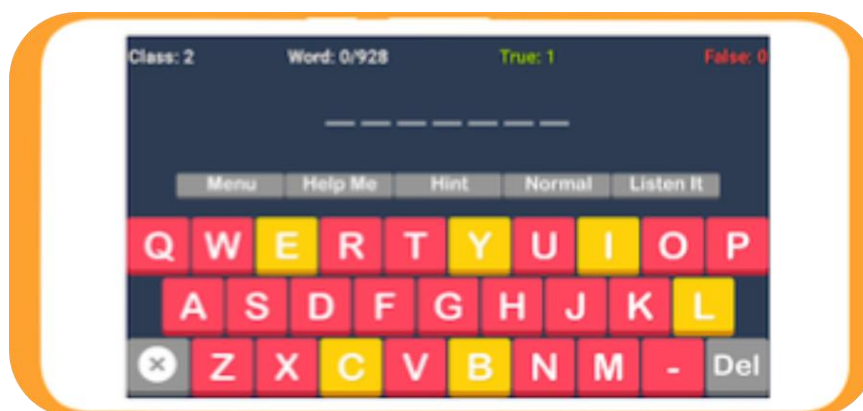 Class: 2 Word: 0/928 True: 1 False: 0
_ _ _ _ _ _ _
Menu Help Me Hint Normal Listen It
Q W E R T Y U I O P
A S D F G H J K L
Z X C V B N M - Del